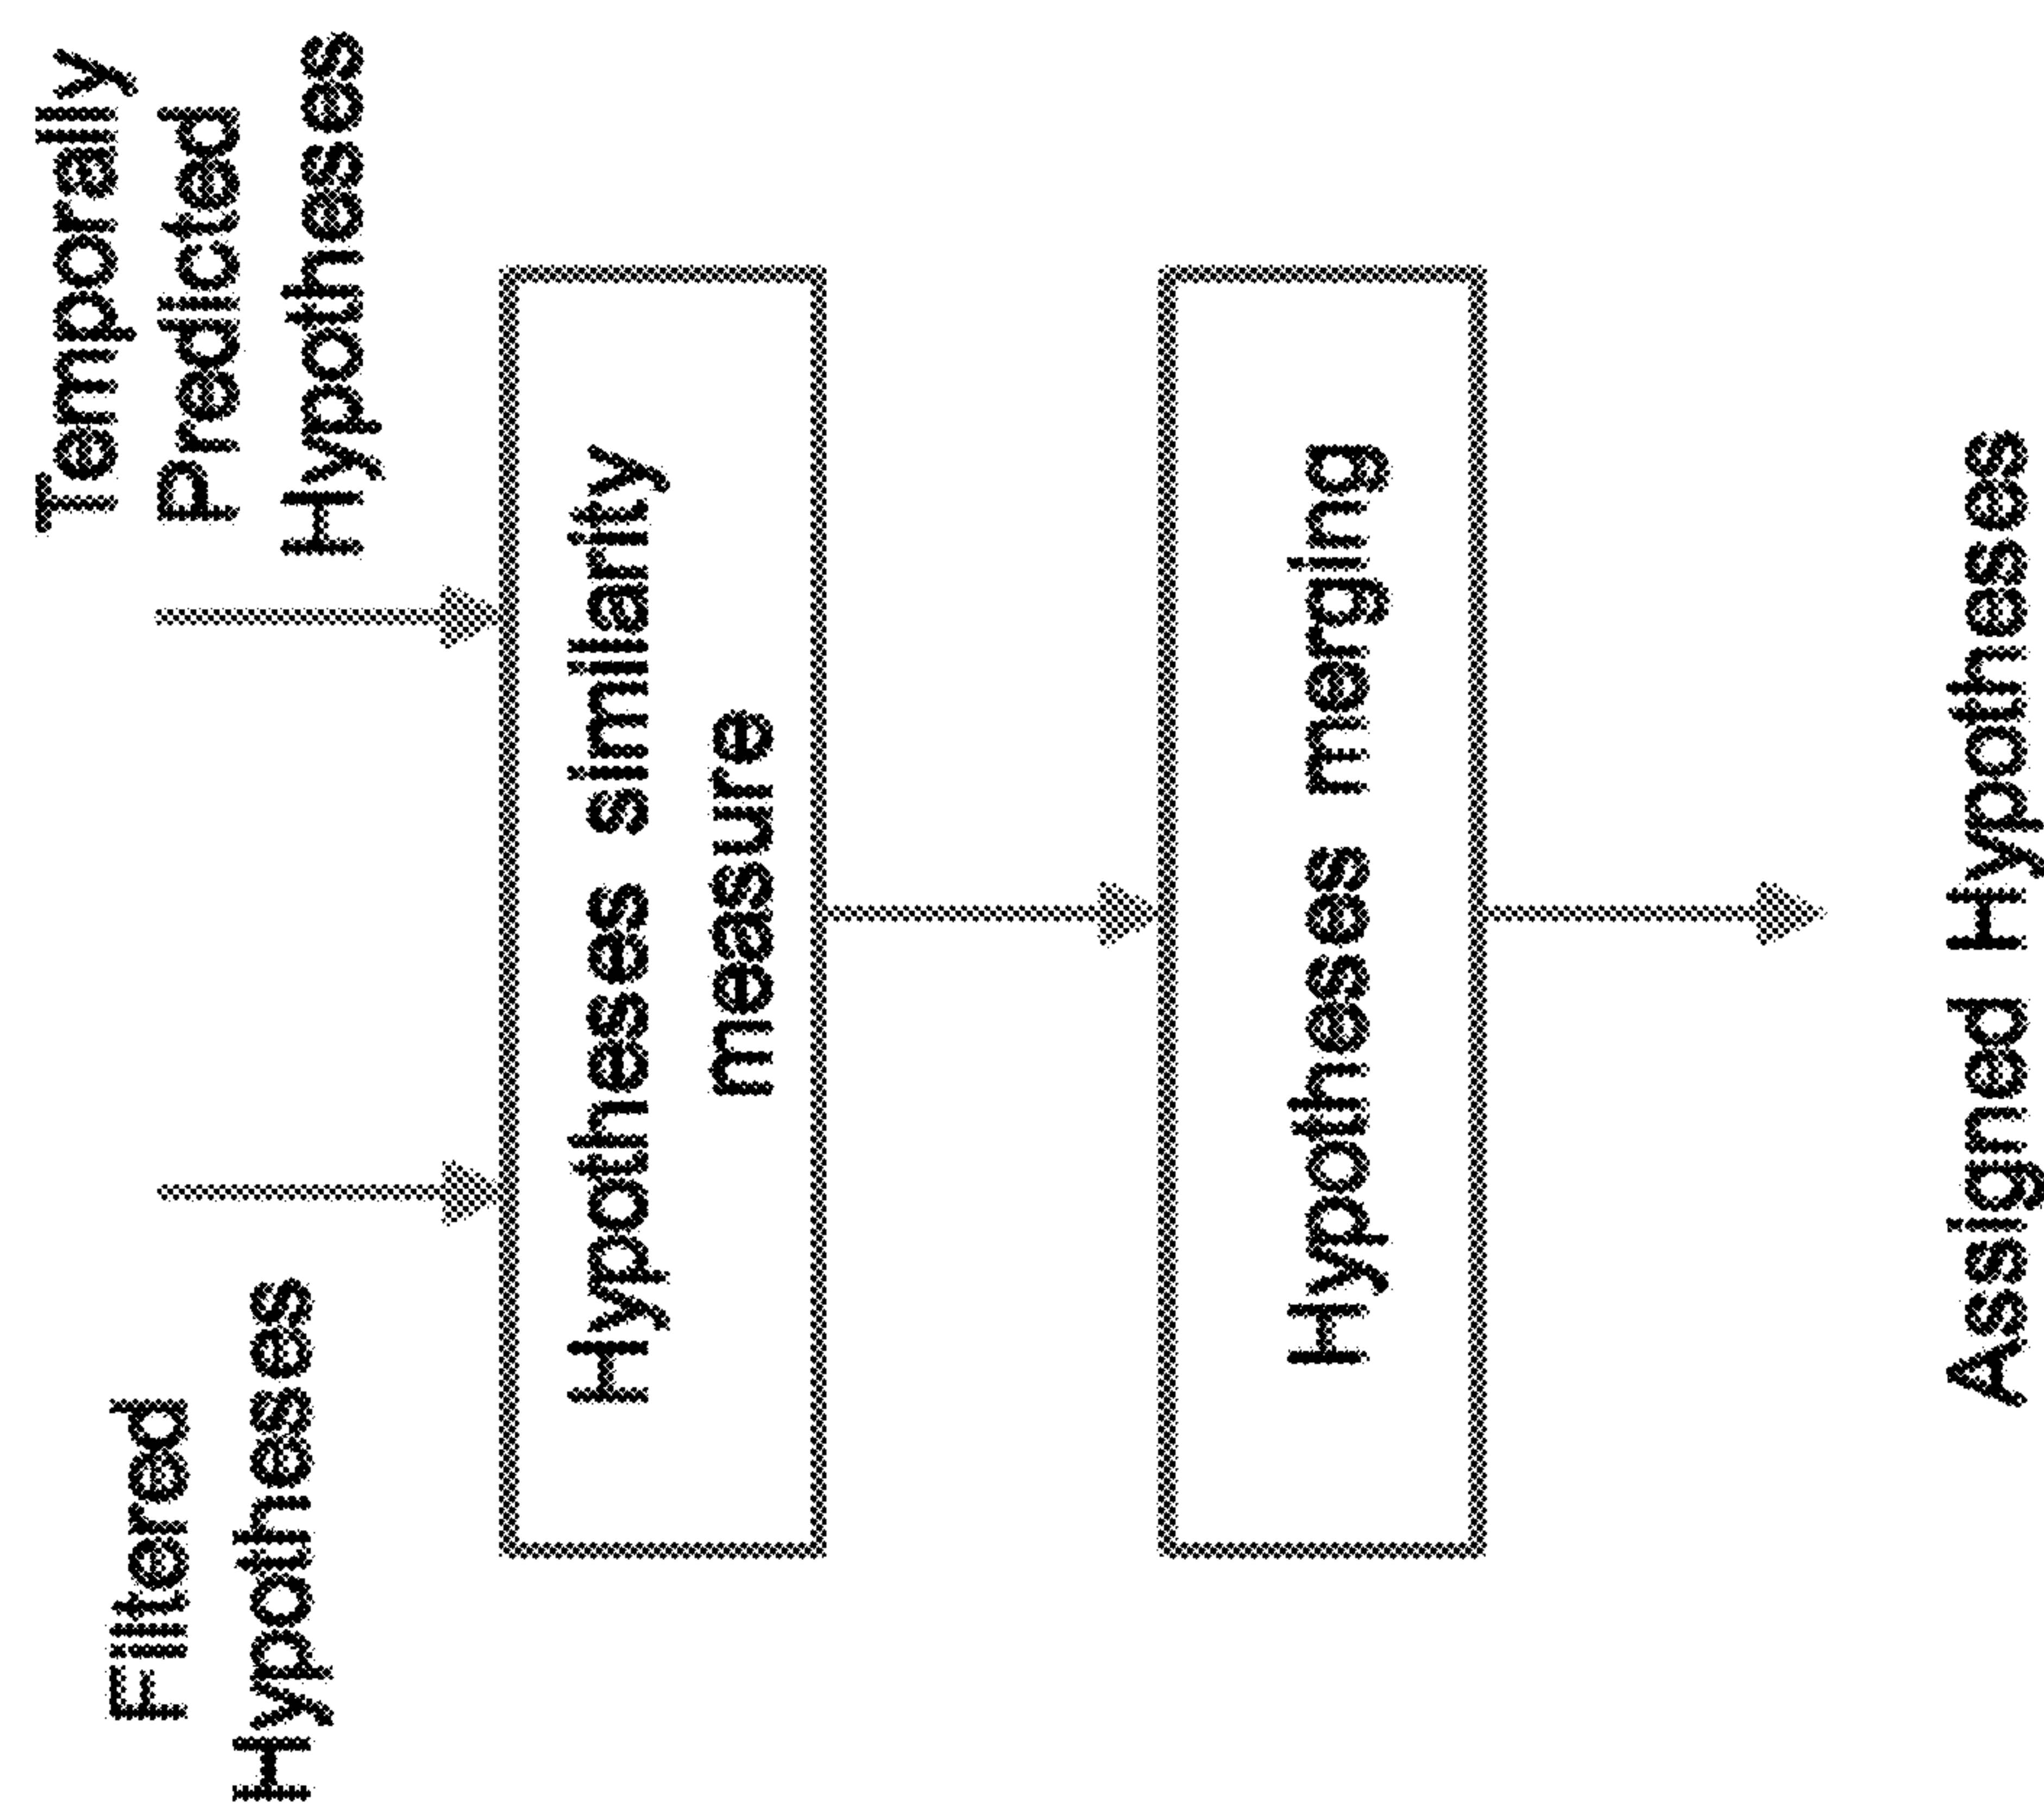 Filtered
Hypotheses
Temporally
Predicted
Hypotheses
Hypotheses similarity
measure
Hypotheses merging
Assigned Hypotheses